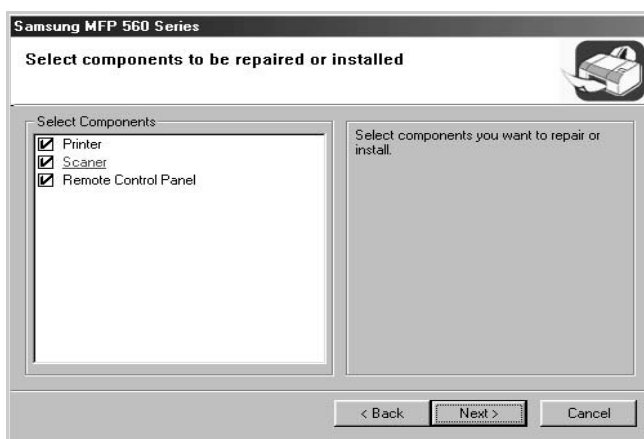 Samsung MFP 560 Series
Select components to be repaired or installed
Select Components
Printer
Scaner
Remote Control Panel
Select components you want to repair or
install.
< Back
Next >
Cancel